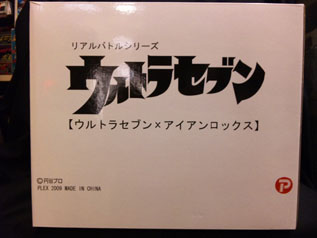 リアルバトルシリーズ
ウルトラセブン
【ウルトラセブン×アイアンロックス】
©円谷プロ
PLEX 2006 MADE IN CHINA
P